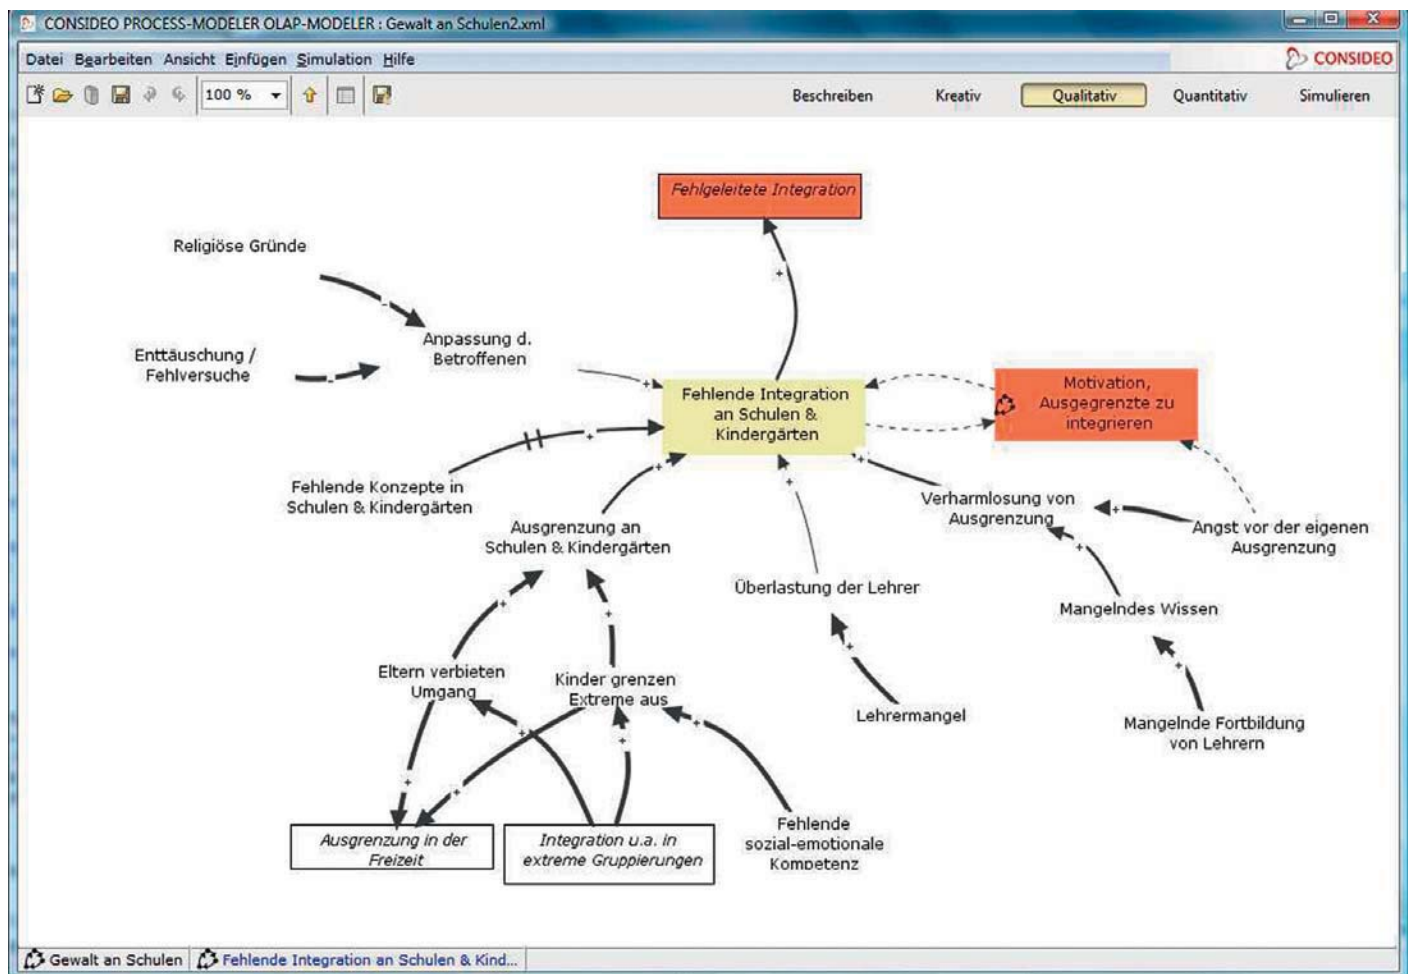 CONSIDEO PROCESS-MODELER OLAP-MODELER : Gewalt an Schulen2.xml
Datei Bearbeiten Ansicht Einfügen Simulation Hilfe
CONSIDEO
100 %
Beschreiben Kreativ Qualitativ Quantitativ Simulieren
Fehlgeleitete Integration
+
Religiöse Gründe
-
Anpassung d.
Betroffenen
Enttäuschung /
Fehlversuche
-
+
Fehlende Integration
an Schulen &
Kindergärten
Motivation,
Ausgegrenzte zu
integrieren
+
Fehlende Konzepte in
Schulen & Kindergärten
+
+
+
Verharmlosung von
Ausgrenzung
+
Angst vor der eigenen
Ausgrenzung
Ausgrenzung an
Schulen & Kindergärten
+
Überlastung der Lehrer
Mangelndes Wissen
+
+
+
+
Eltern verbieten
Umgang
Kinder grenzen
Extreme aus
Lehrermangel
Mangelnde Fortbildung
von Lehrern
+
+
+
+
+
Ausgrenzung in der
Freizeit
Integration u.a. in
extreme Gruppierungen
Fehlende
sozial-emotionale
Kompetenz
Gewalt an Schulen
Fehlende Integration an Schulen & Kind...